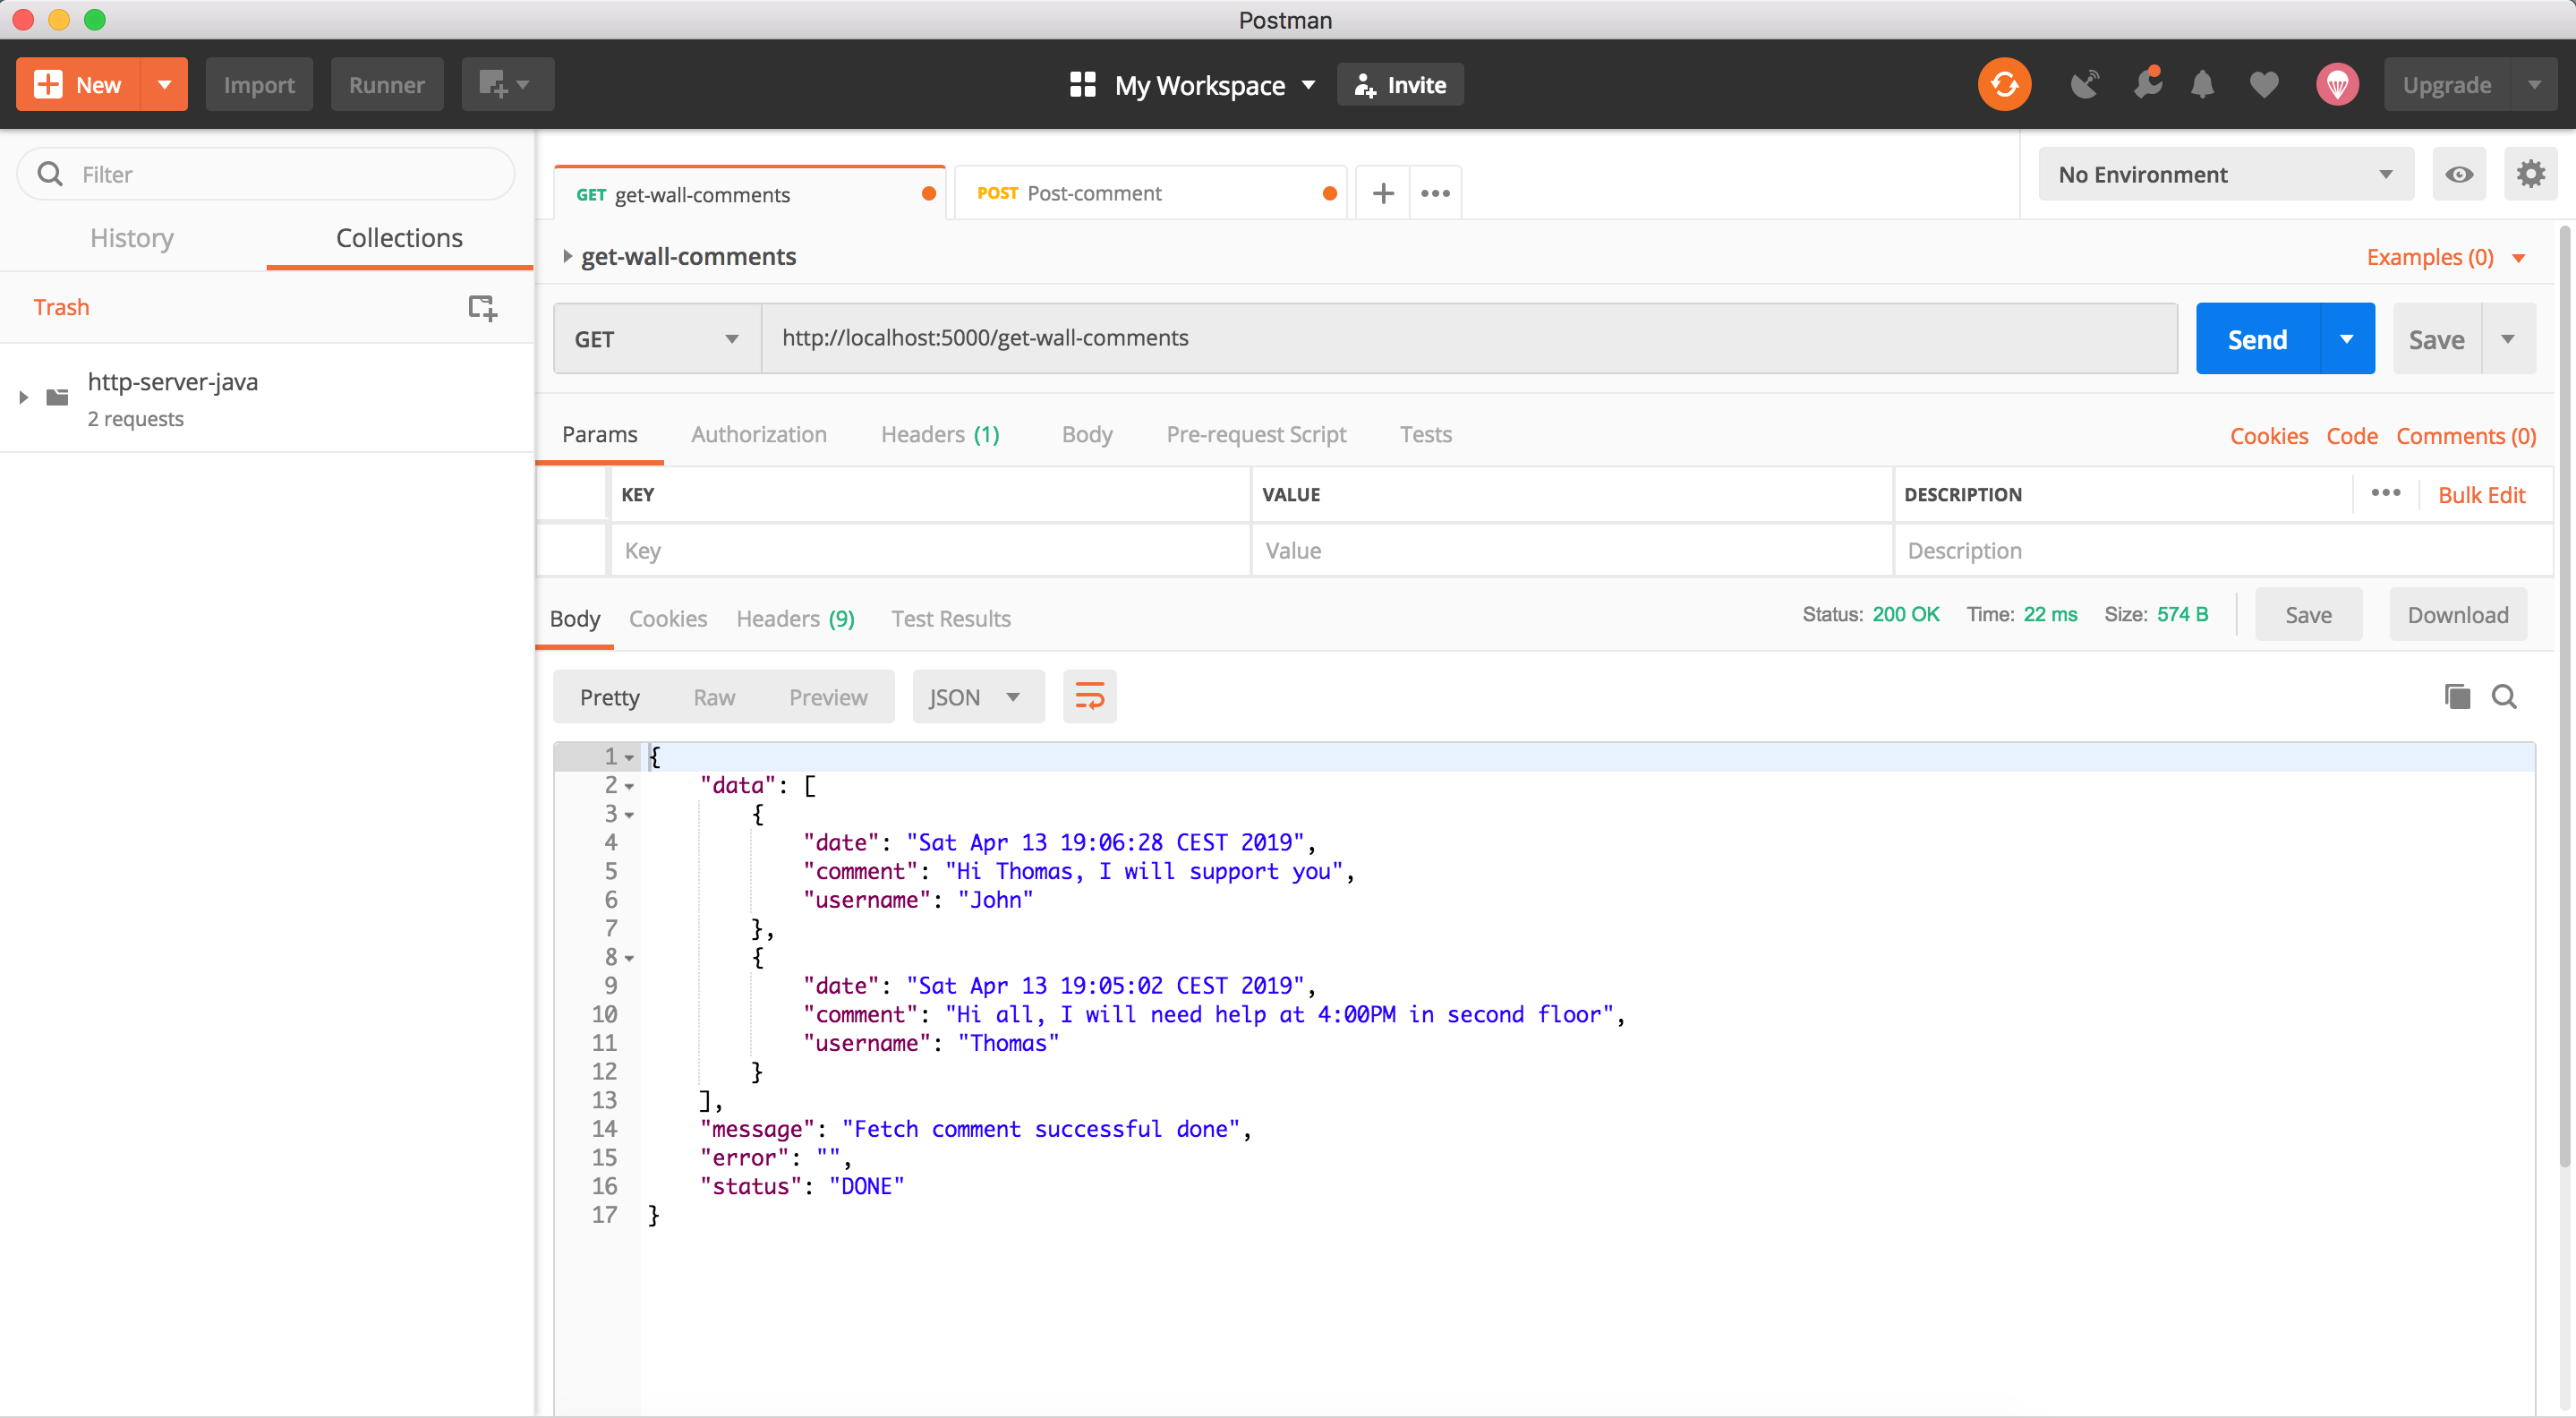 Postman
New
Import
Runner
My Workspace
Invite
Upgrade
Filter
History
Collections
Trash
http-server-java
2 requests
GET get-wall-comments
POST Post-comment
No Environment
get-wall-comments
Examples (0)
GET
http://localhost:5000/get-wall-comments
Send
Save
Params
Authorization
Headers (1)
Body
Pre-request Script
Tests
Cookies
Code
Comments (0)
KEY
VALUE
DESCRIPTION
Bulk Edit
Key
Value
Description
Body
Cookies
Headers (9)
Test Results
Status: 200 OK
Time: 22 ms
Size: 574 B
Save
Download
Pretty
Raw
Preview
JSON
1 {
2 "data": [
3 {
4 "date": "Sat Apr 13 19:06:28 CEST 2019",
5 "comment": "Hi Thomas, I will support you",
6 "username": "John"
7 },
8 {
9 "date": "Sat Apr 13 19:05:02 CEST 2019",
10 "comment": "Hi all, I will need help at 4:00PM in second floor",
11 "username": "Thomas"
12 }
13 ],
14 "message": "Fetch comment successful done",
15 "error": "",
16 "status": "DONE"
17 }